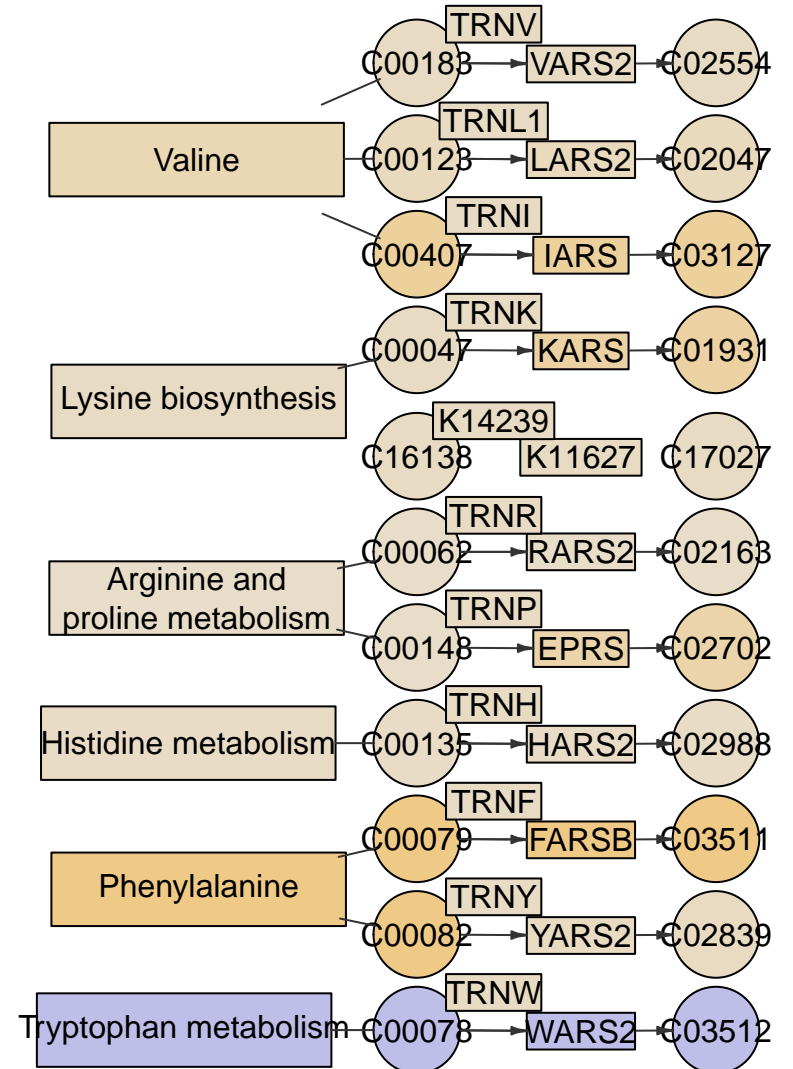 TRNV
C00183
VARS2
C02554
TRNL1
Valine
C00123
LARS2
C02047
TRNI
C00407
IARS
C03127
TRNK
C00047
KARS
C01931
Lysine biosynthesis
K14239
C16138
K11627
C17027
TRNR
C00062
RARS2
C02163
Arginine and
proline metabolism
TRNP
C00148
EPRS
C02702
TRNH
Histidine metabolism
C00135
HARS2
C02988
TRNF
C00079
FARSB
C03511
Phenylalanine
TRNY
C00082
YARS2
C02839
TRNW
Tryptophan metabolism
C00078
WARS2
C03512